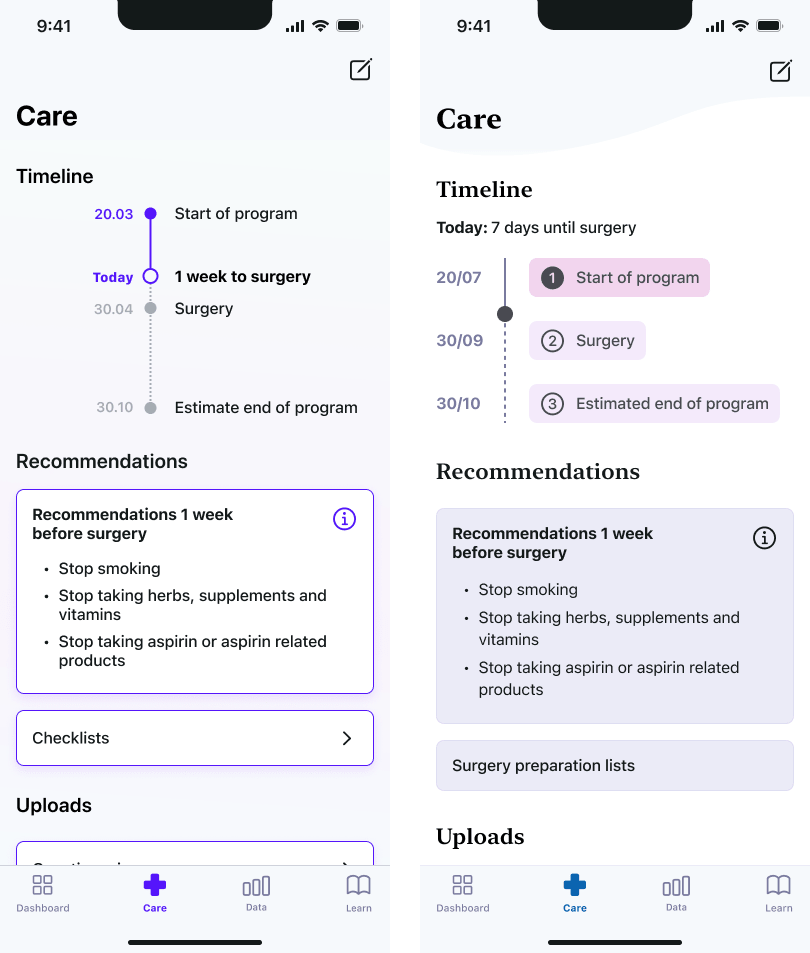 9:41
Care
Timeline
20.03 Start of program
Today 1 week to surgery
30.04 Surgery
30.10 Estimate end of program
Recommendations
Recommendations 1 week
before surgery
• Stop smoking
• Stop taking herbs, supplements and
vitamins
• Stop taking aspirin or aspirin related
products
Checklists
Uploads
Dashboard Care Data Learn
9:41
Care
Timeline
Today: 7 days until surgery
20/07 1 Start of program
30/09 2 Surgery
30/10 3 Estimated end of program
Recommendations
Recommendations 1 week
before surgery
• Stop smoking
• Stop taking herbs, supplements and
vitamins
• Stop taking aspirin or aspirin related
products
Surgery preparation lists
Uploads
Dashboard Care Data Learn